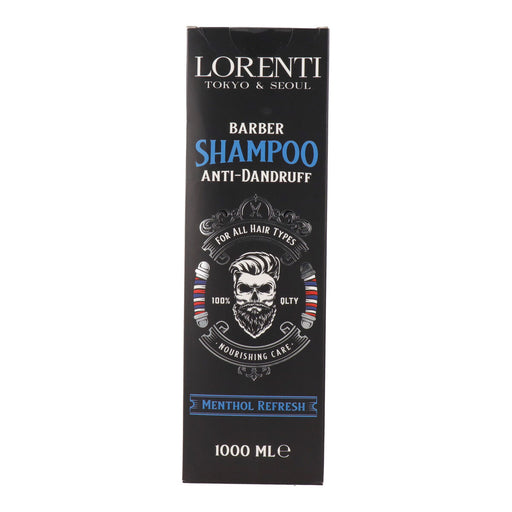 LORENTI
TOKYO & SEOUL
BARBER
SHAMPOO
ANTI-DANDRUFF
FOR ALL HAIR TYPES
100% QLTY
NOURISHING CARE
MENTHOL REFRESH
1000 ML℮